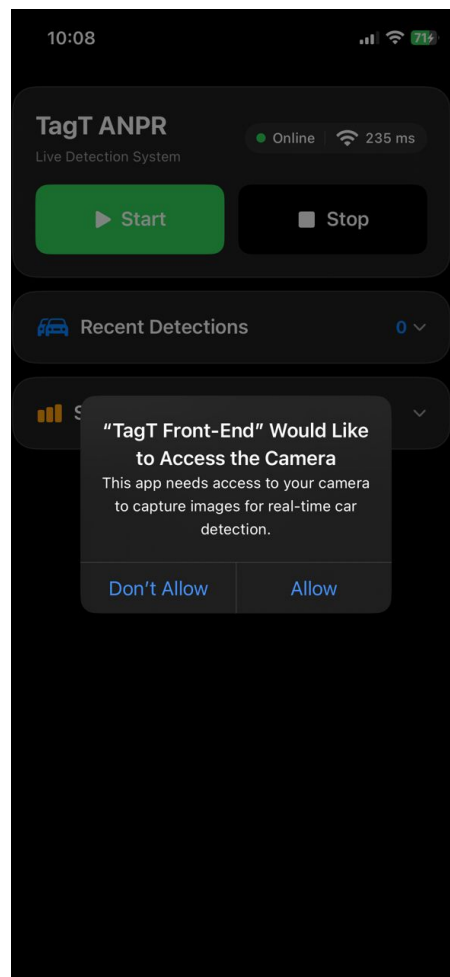 10:08
71
TagT ANPR
Live Detection System
Online
235 ms
Start
Stop
Recent Detections
0
S
"TagT Front-End" Would Like
to Access the Camera
This app needs access to your camera
to capture images for real-time car
detection.
Don't Allow
Allow